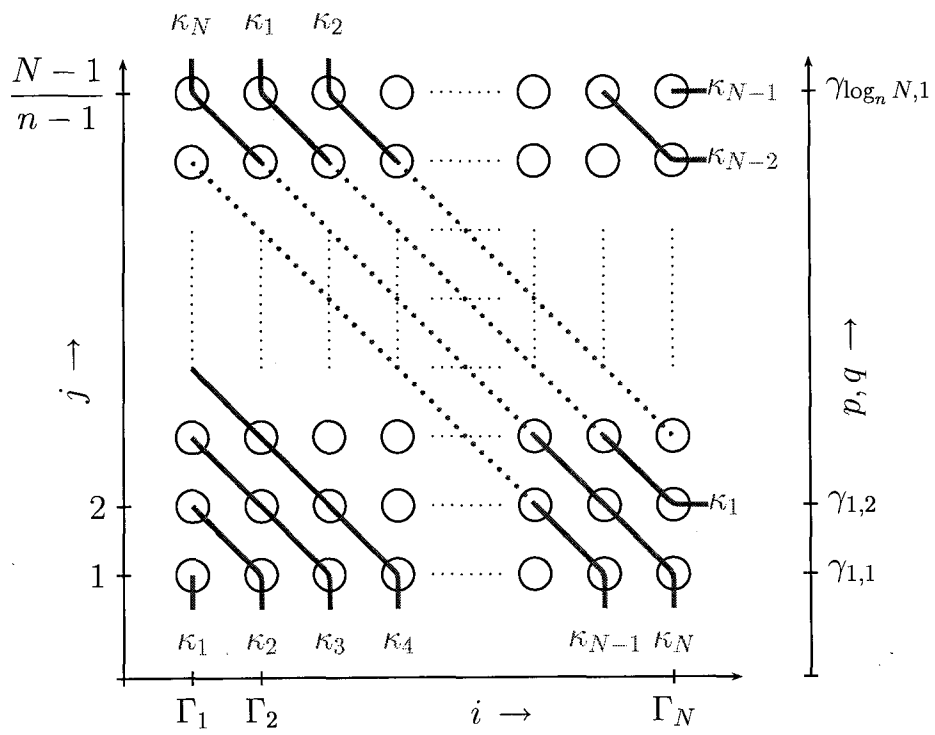 κ_N κ_1 κ_2
N − 1
n − 1
κ_{N−1}
γ_{log_n N,1}
κ_{N−2}
j →
p,q →
2
κ_1
γ_{1,2}
1
γ_{1,1}
κ_1 κ_2 κ_3 κ_4 κ_{N−1} κ_N
Γ_1 Γ_2 i → Γ_N